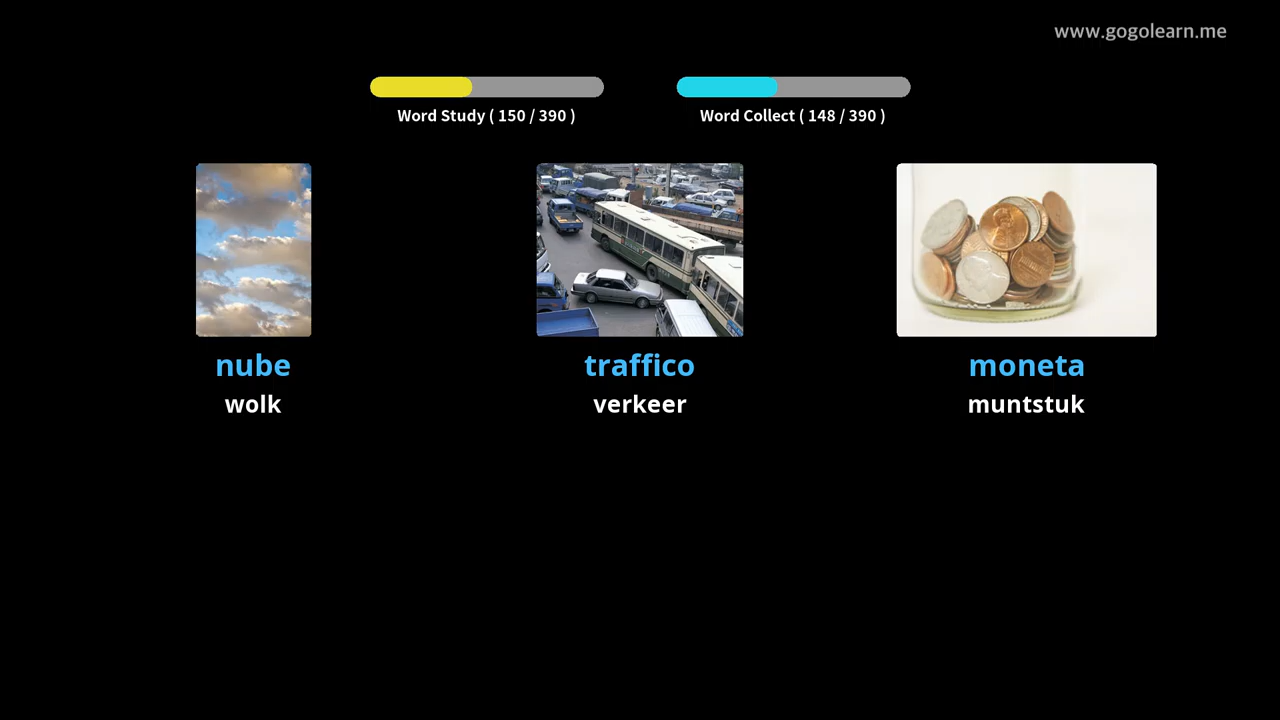 www.gogolearn.me
Word Study ( 150 / 390 )
Word Collect ( 148 / 390 )
nube
wolk
traffico
verkeer
moneta
muntstuk